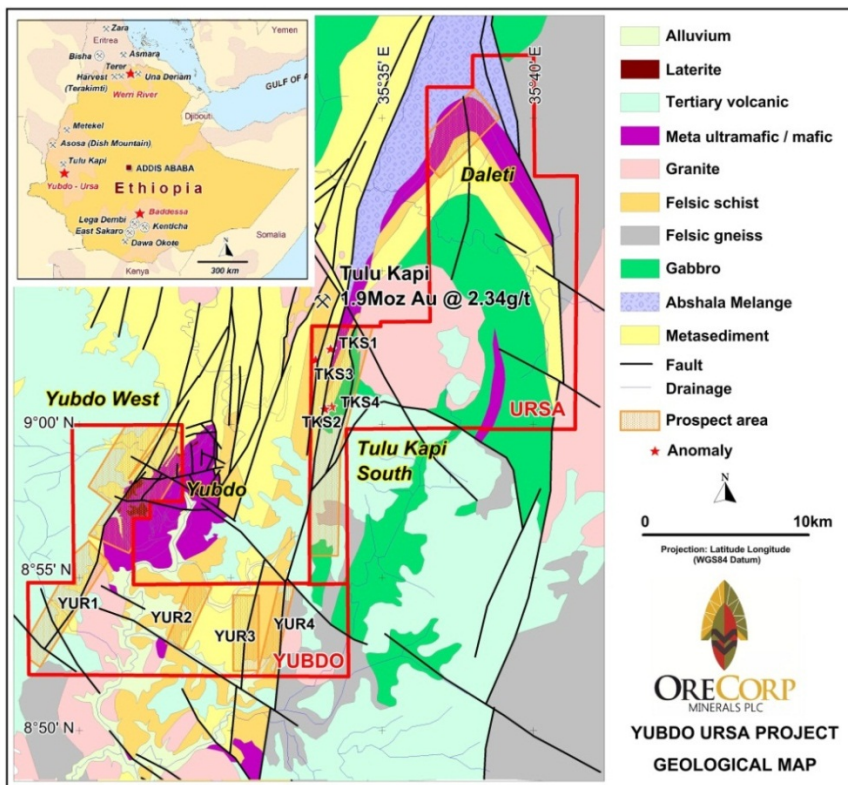 Yemen
Zara
Eritrea
Bisha
Asmara
Terer
Harvest
(Terakimti)
Una Deriam
Werri River
GULF OF A
Djibouti
Metekel
Asosa (Dish Mountain)
Tulu Kapi
ADDIS ABABA
Yubdo - Ursa
Ethiopia
Baddessa
Lega Dembi
Kenticha
East Sakaro
Dawa Okote
Somalia
Kenya
N
300 km
35°35' E
35°40' E
Daleti
Tulu Kapi
1.9Moz Au @ 2.34g/t
TKS1
TKS3
TKS4
TKS2
URSA
Yubdo West
9°00' N
Tulu Kapi
South
Yubdo
8°55' N
YUR1
YUR2
YUR3
YUR4
YUBDO
8°50' N
Alluvium
Laterite
Tertiary volcanic
Meta ultramafic / mafic
Granite
Felsic schist
Felsic gneiss
Gabbro
Abshala Melange
Metasediment
Fault
Drainage
Prospect area
Anomaly
N
0 10km
Projection: Latitude Longitude
(WGS84 Datum)
ORECORP
MINERALS PLC
YUBDO URSA PROJECT
GEOLOGICAL MAP